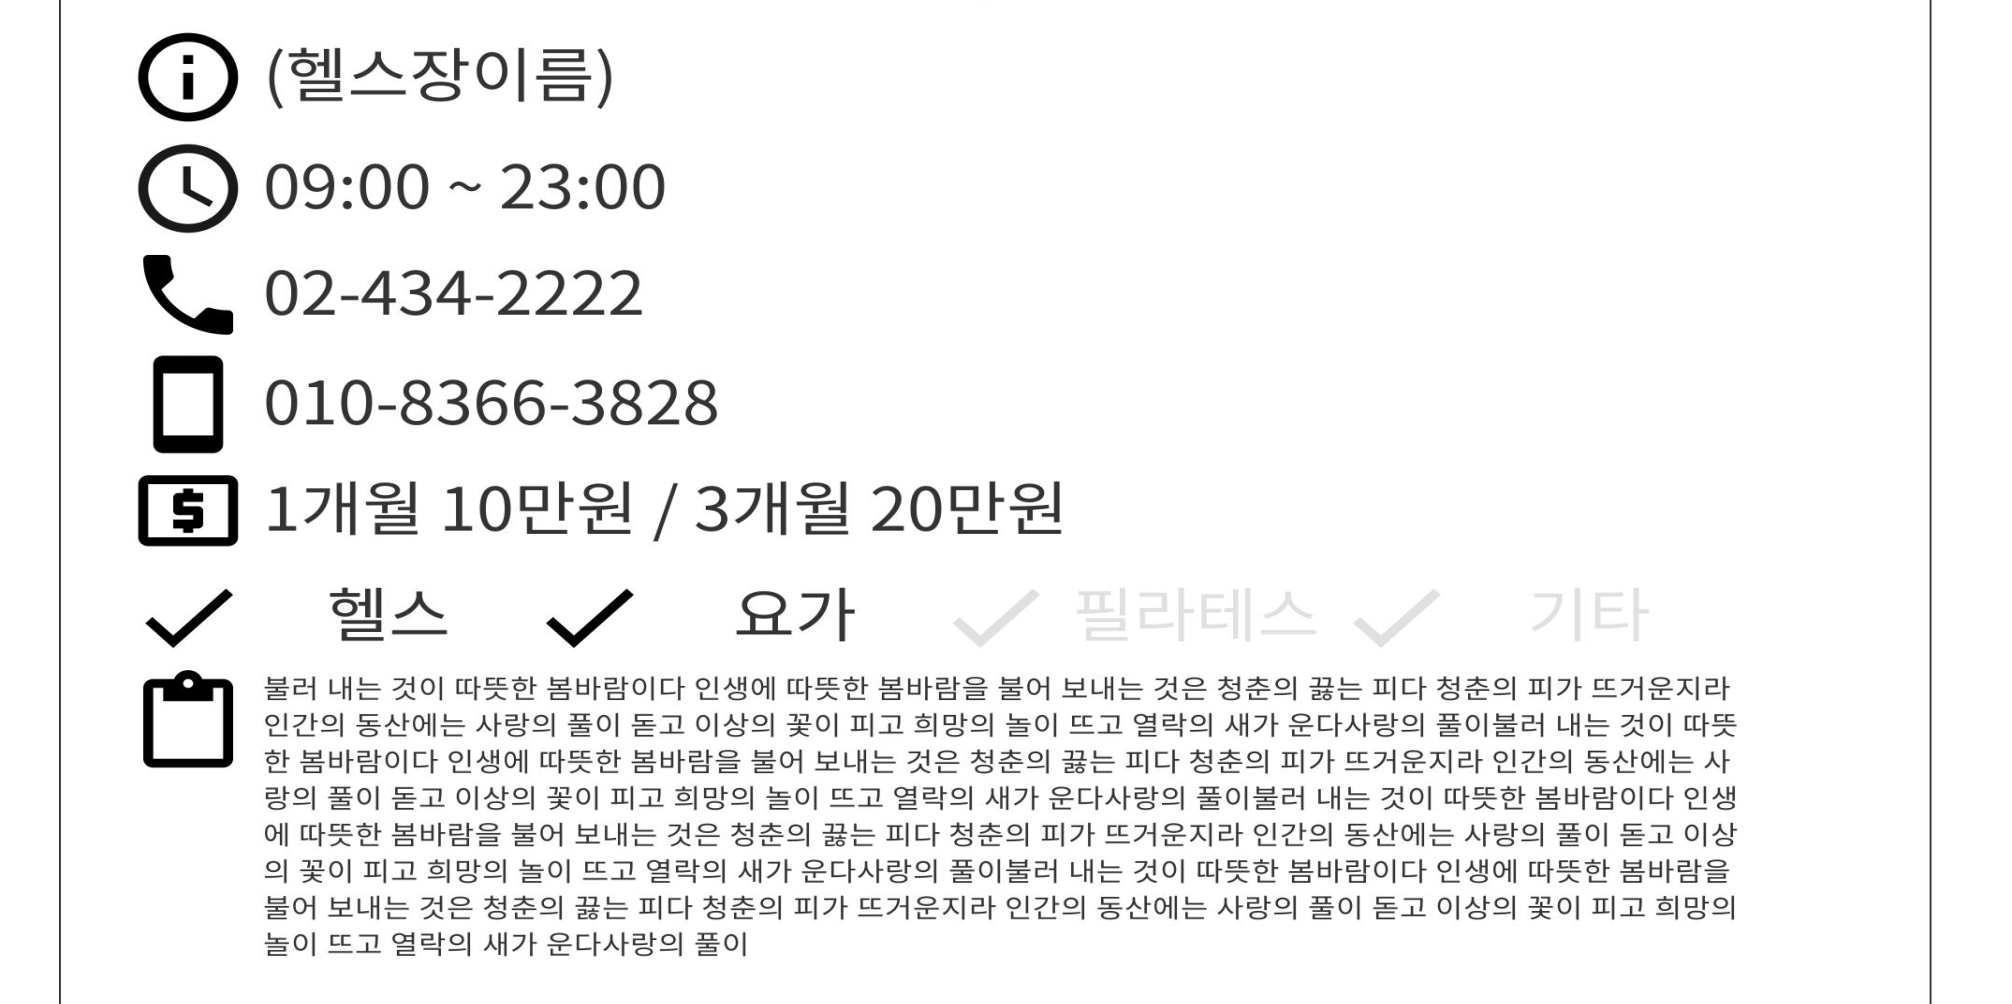 (헬스장이름)
09:00 ~ 23:00
02-434-2222
010-8366-3828
1개월 10만원 / 3개월 20만원
헬스 요가 필라테스 기타
불러 내는 것이 따뜻한 봄바람이다 인생에 따뜻한 봄바람을 불어 보내는 것은 청춘의 끓는 피다 청춘의 피가 뜨거운지라
인간의 동산에는 사랑의 풀이 돋고 이상의 꽃이 피고 희망의 놀이 뜨고 열락의 새가 운다사랑의 풀이불러 내는 것이 따뜻
한 봄바람이다 인생에 따뜻한 봄바람을 불어 보내는 것은 청춘의 끓는 피다 청춘의 피가 뜨거운지라 인간의 동산에는 사
랑의 풀이 돋고 이상의 꽃이 피고 희망의 놀이 뜨고 열락의 새가 운다사랑의 풀이불러 내는 것이 따뜻한 봄바람이다 인생
에 따뜻한 봄바람을 불어 보내는 것은 청춘의 끓는 피다 청춘의 피가 뜨거운지라 인간의 동산에는 사랑의 풀이 돋고 이상
의 꽃이 피고 희망의 놀이 뜨고 열락의 새가 운다사랑의 풀이불러 내는 것이 따뜻한 봄바람이다 인생에 따뜻한 봄바람을
불어 보내는 것은 청춘의 끓는 피다 청춘의 피가 뜨거운지라 인간의 동산에는 사랑의 풀이 돋고 이상의 꽃이 피고 희망의
놀이 뜨고 열락의 새가 운다사랑의 풀이